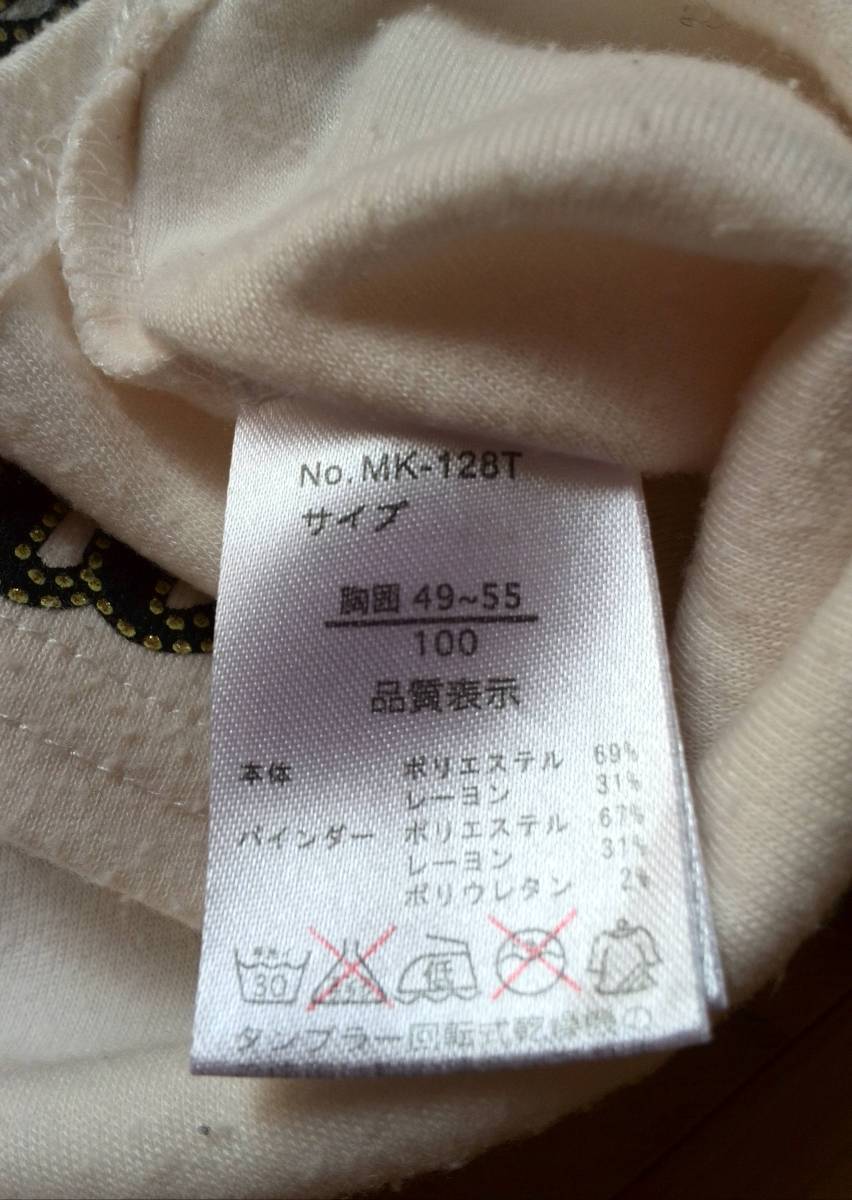 No. MK-128T
サイズ
胸囲 49~55
100
品質表示
本体 ポリエステル 69%
レーヨン 31%
バインダー ポリエステル 67%
レーヨン 31%
ポリウレタン 2%
30 低
タンブラー回転式乾燥機の